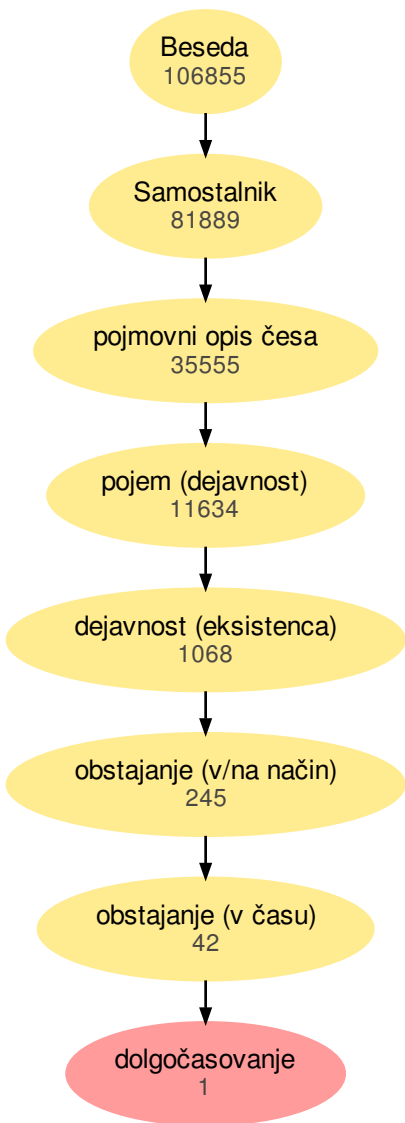 Beseda
106855
Samostalnik
81889
pojmovni opis česa
35555
pojem (dejavnost)
11634
dejavnost (eksistenca)
1068
obstajanje (v/na način)
245
obstajanje (v času)
42
dolgočasovanje
1